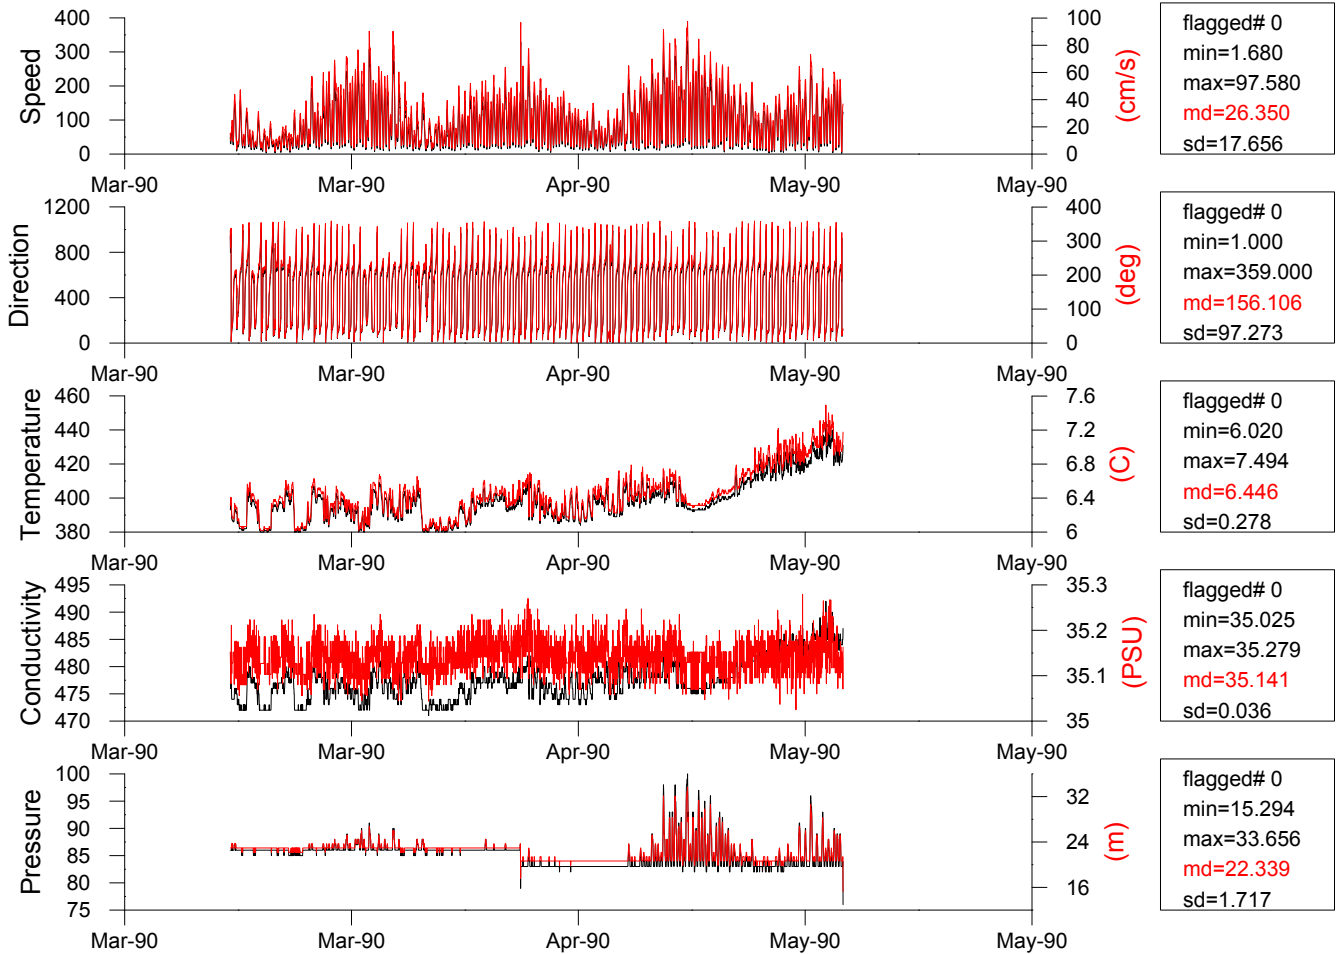 Speed
400
300
200
100
0
100
80
60
40
20
0
(cm/s)
flagged# 0
min=1.680
max=97.580
md=26.350
sd=17.656
Mar-90 Mar-90 Apr-90 May-90 May-90
Direction
1200
800
400
0
400
300
200
100
0
(deg)
flagged# 0
min=1.000
max=359.000
md=156.106
sd=97.273
Mar-90 Mar-90 Apr-90 May-90 May-90
Temperature
460
440
420
400
380
7.6
7.2
6.8
6.4
6
(C)
flagged# 0
min=6.020
max=7.494
md=6.446
sd=0.278
Mar-90 Mar-90 Apr-90 May-90 May-90
Conductivity
495
490
485
480
475
470
35.3
35.2
35.1
35
(PSU)
flagged# 0
min=35.025
max=35.279
md=35.141
sd=0.036
Mar-90 Mar-90 Apr-90 May-90 May-90
Pressure
100
95
90
85
80
75
32
24
16
(m)
flagged# 0
min=15.294
max=33.656
md=22.339
sd=1.717
Mar-90 Mar-90 Apr-90 May-90 May-90